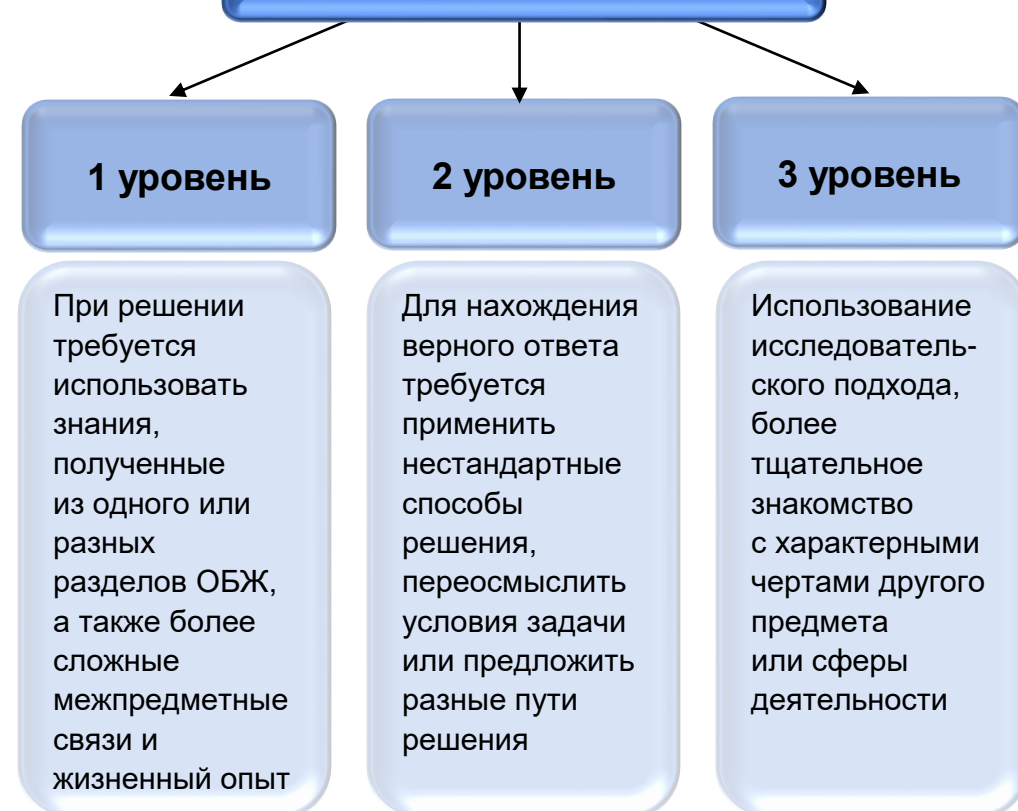 1 уровень
2 уровень
3 уровень
При решении
требуется
использовать
знания,
полученные
из одного или
разных
разделов ОБЖ,
а также более
сложные
межпредметные
связи и
жизненный опыт
Для нахождения
верного ответа
требуется
применить
нестандартные
способы
решения,
переосмыслить
условия задачи
или предложить
разные пути
решения
Использование
исследователь-
ского подхода,
более
тщательное
знакомство
с характерными
чертами другого
предмета
или сферы
деятельности